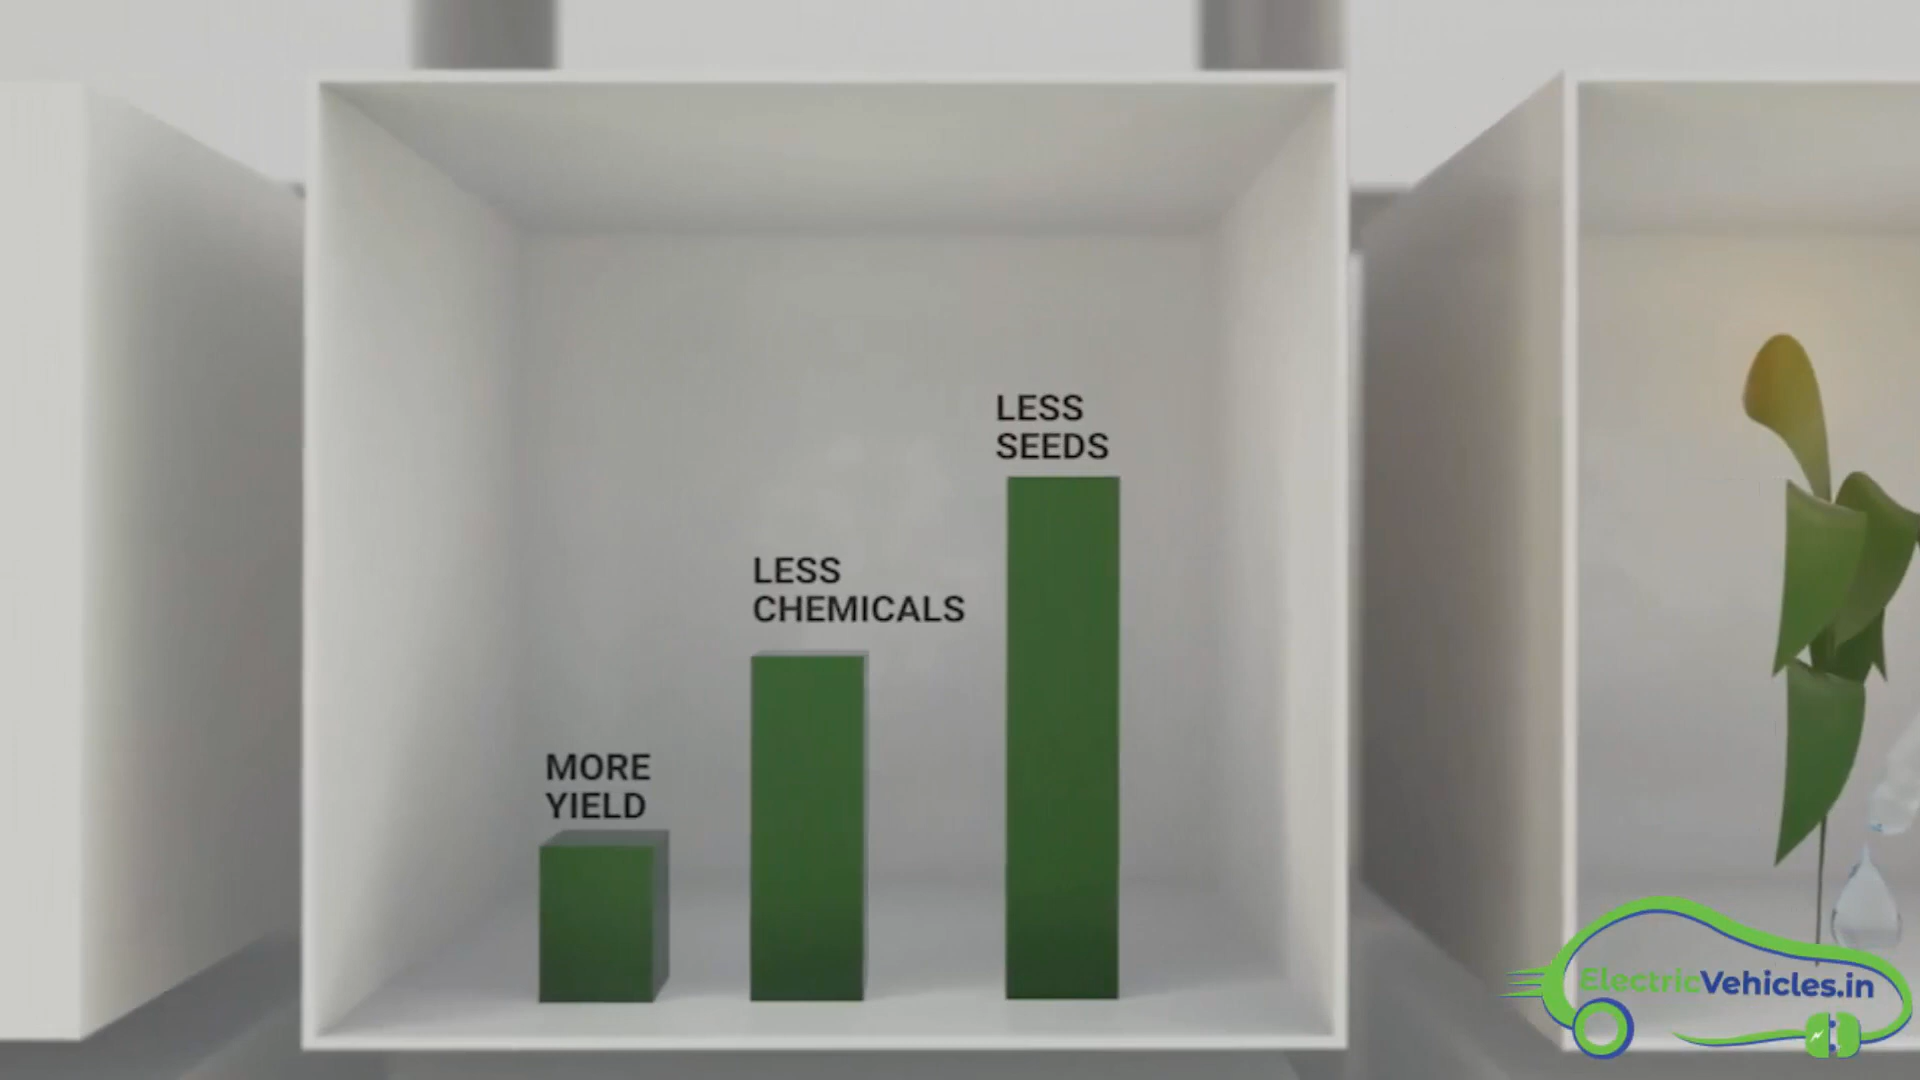 LESS
SEEDS
LESS
CHEMICALS
MORE
YIELD
ElectricVehicles.in